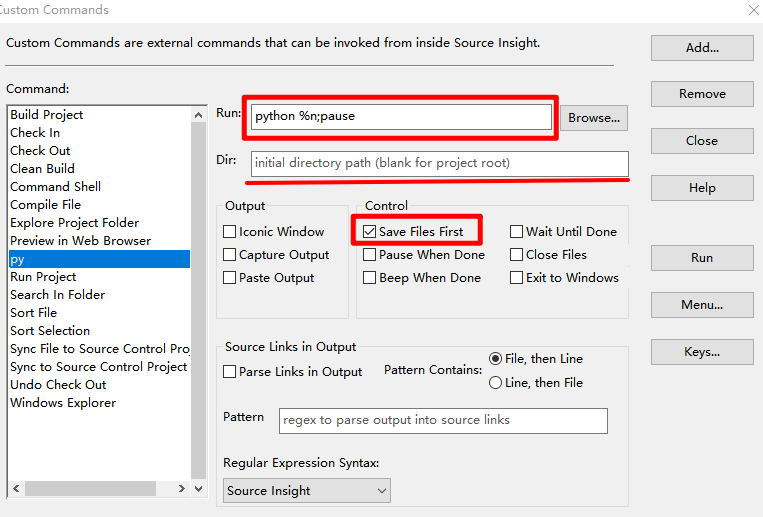 Custom Commands
Custom Commands are external commands that can be invoked from inside Source Insight.
Command:
Build Project
Check In
Check Out
Clean Build
Command Shell
Compile File
Explore Project Folder
Preview in Web Browser
py
Run Project
Search In Folder
Sort File
Sort Selection
Sync File to Source Control Proj
Sync to Source Control Project
Undo Check Out
Windows Explorer
Run: python %n;pause Browse...
Dir: initial directory path (blank for project root)
Output
Iconic Window
Capture Output
Paste Output
Control
Save Files First Wait Until Done
Pause When Done Close Files
Beep When Done Exit to Windows
Source Links in Output
Parse Links in Output Pattern Contains: File, then Line
Line, then File
Pattern regex to parse output into source links
Regular Expression Syntax:
Source Insight
Add...
Remove
Close
Help
Run
Menu...
Keys...